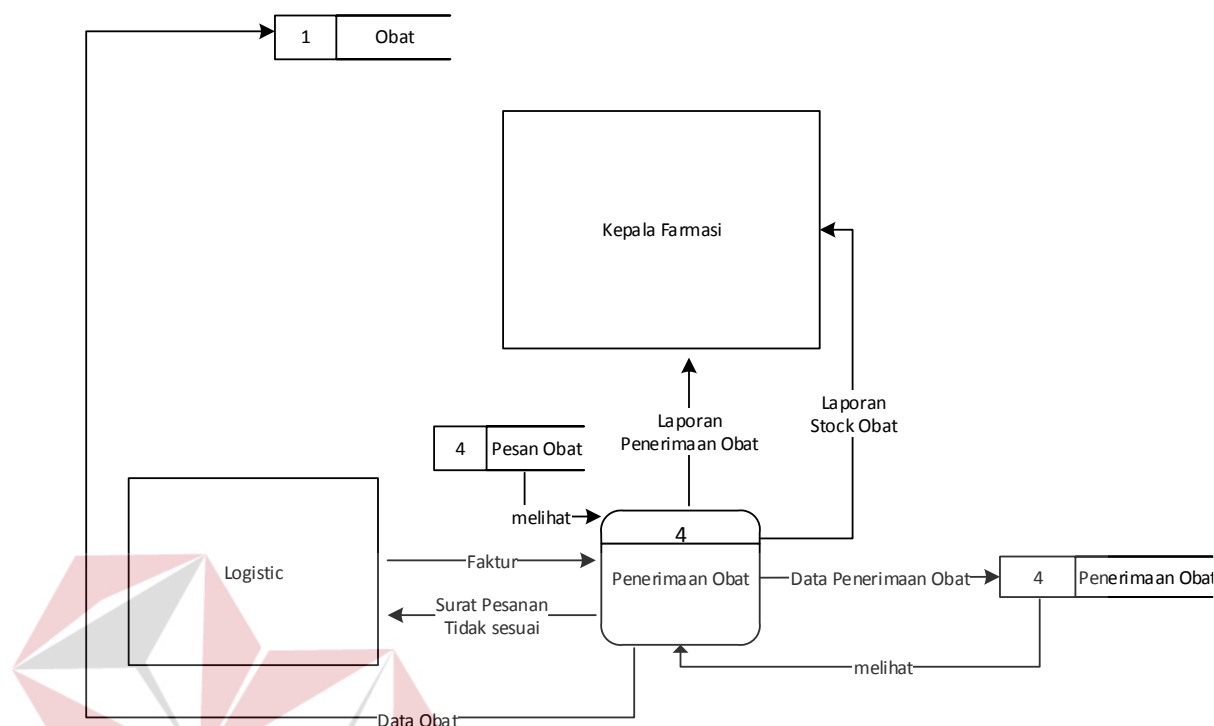 1 Obat
Kepala Farmasi
Laporan
Stock Obat
Laporan
Penerimaan Obat
4 Pesan Obat
melihat
4
Logistic
Faktur
Penerimaan Obat
Data Penerimaan Obat
4 Penerimaan Obat
Surat Pesanan
Tidak sesuai
melihat
Data Obat